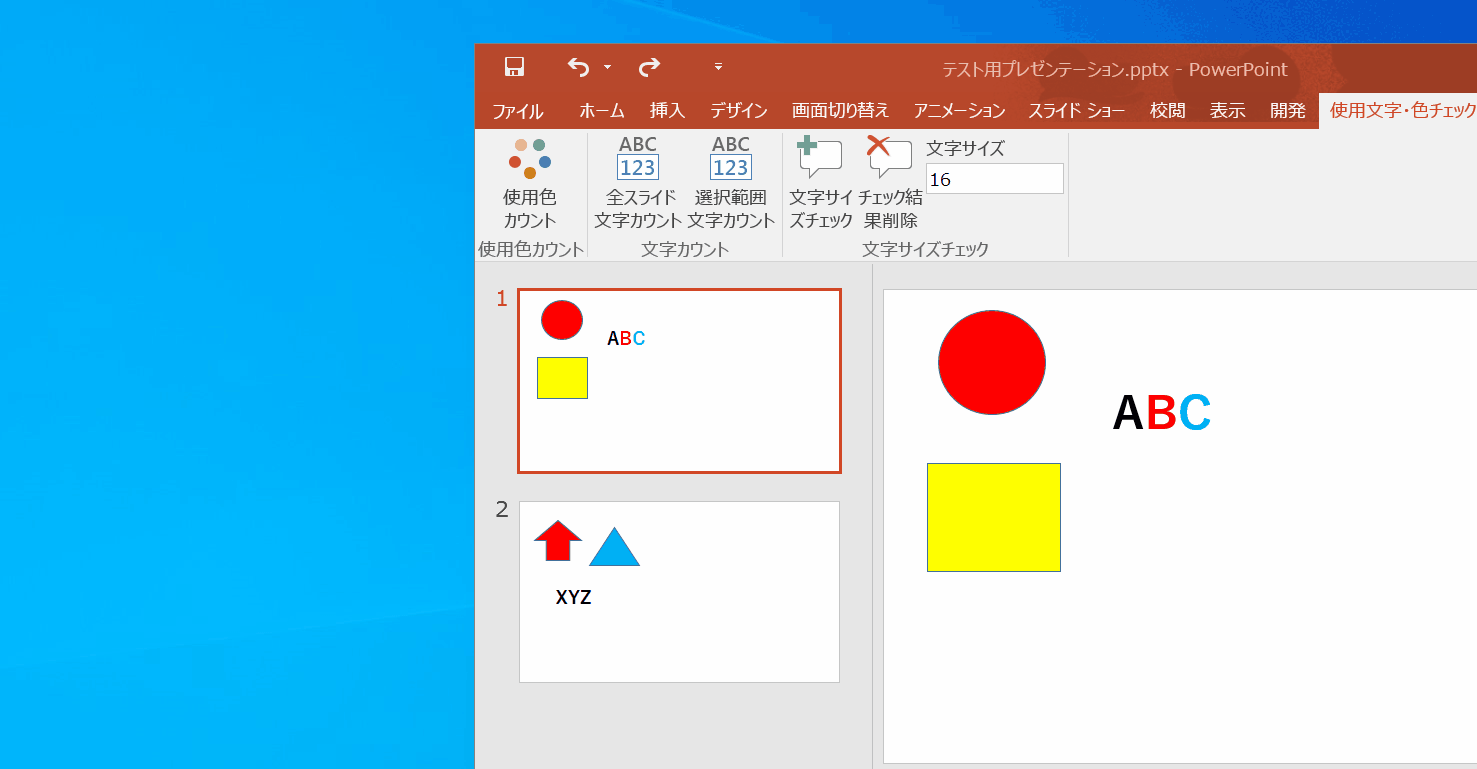 テスト用プレゼンテーション.pptx - PowerPoint
ファイル ホーム 挿入 デザイン 画面切り替え アニメーション スライド ショー 校閲 表示 開発 使用文字・色チェック
使用色
カウント
使用色カウント
ABC
123
全スライド
文字カウント
ABC
123
選択範囲
文字カウント
文字カウント
文字サイ
ズチェック
チェック結
果削除
文字サイズ
16
文字サイズチェック
1
ABC
2
XYZ
ABC